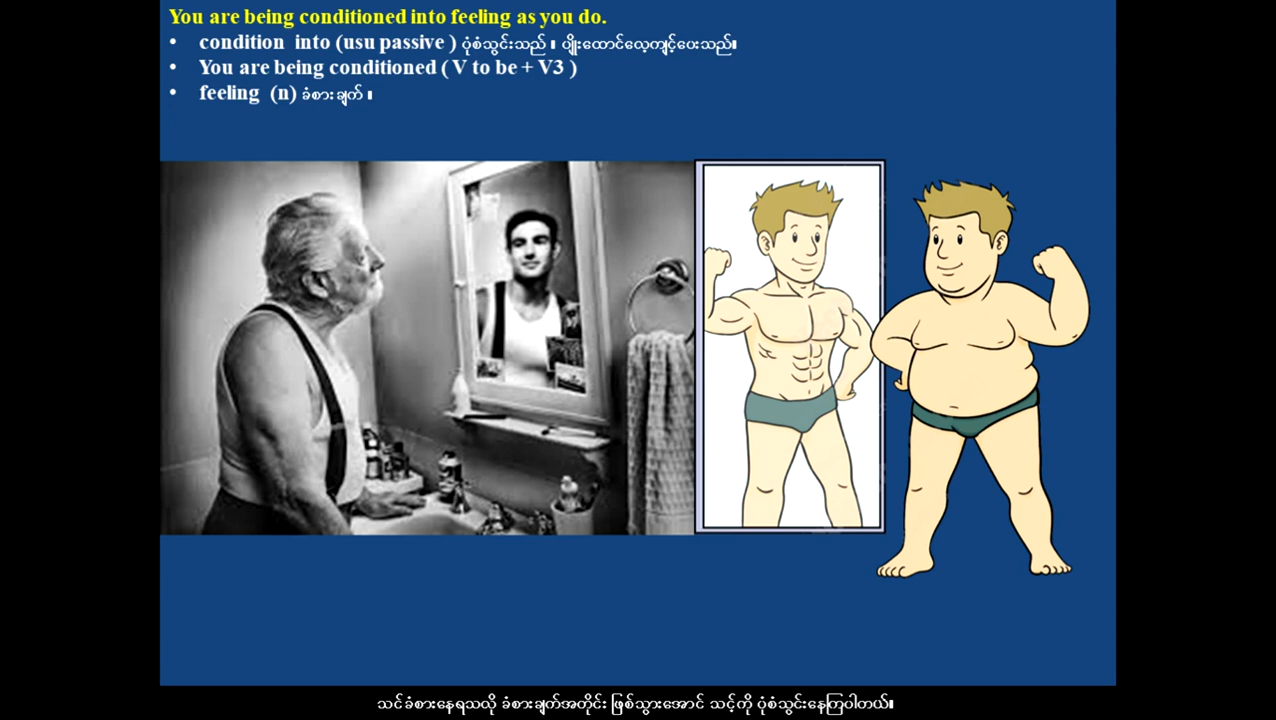 You are being conditioned into feeling as you do.
• condition into (usu passive ) ပုံစံသွင်းသည် ။ ပျိုးထောင်လေ့ကျင့်ပေးသည်။
• You are being conditioned ( V to be + V3 )
• feeling (n) ခံစားချက် ။
သင်ခံစားနေရသလို ခံစားချက်အတိုင်း ဖြစ်သွားအောင် သင့်ကို ပုံစံသွင်းနေကြပါတယ်။